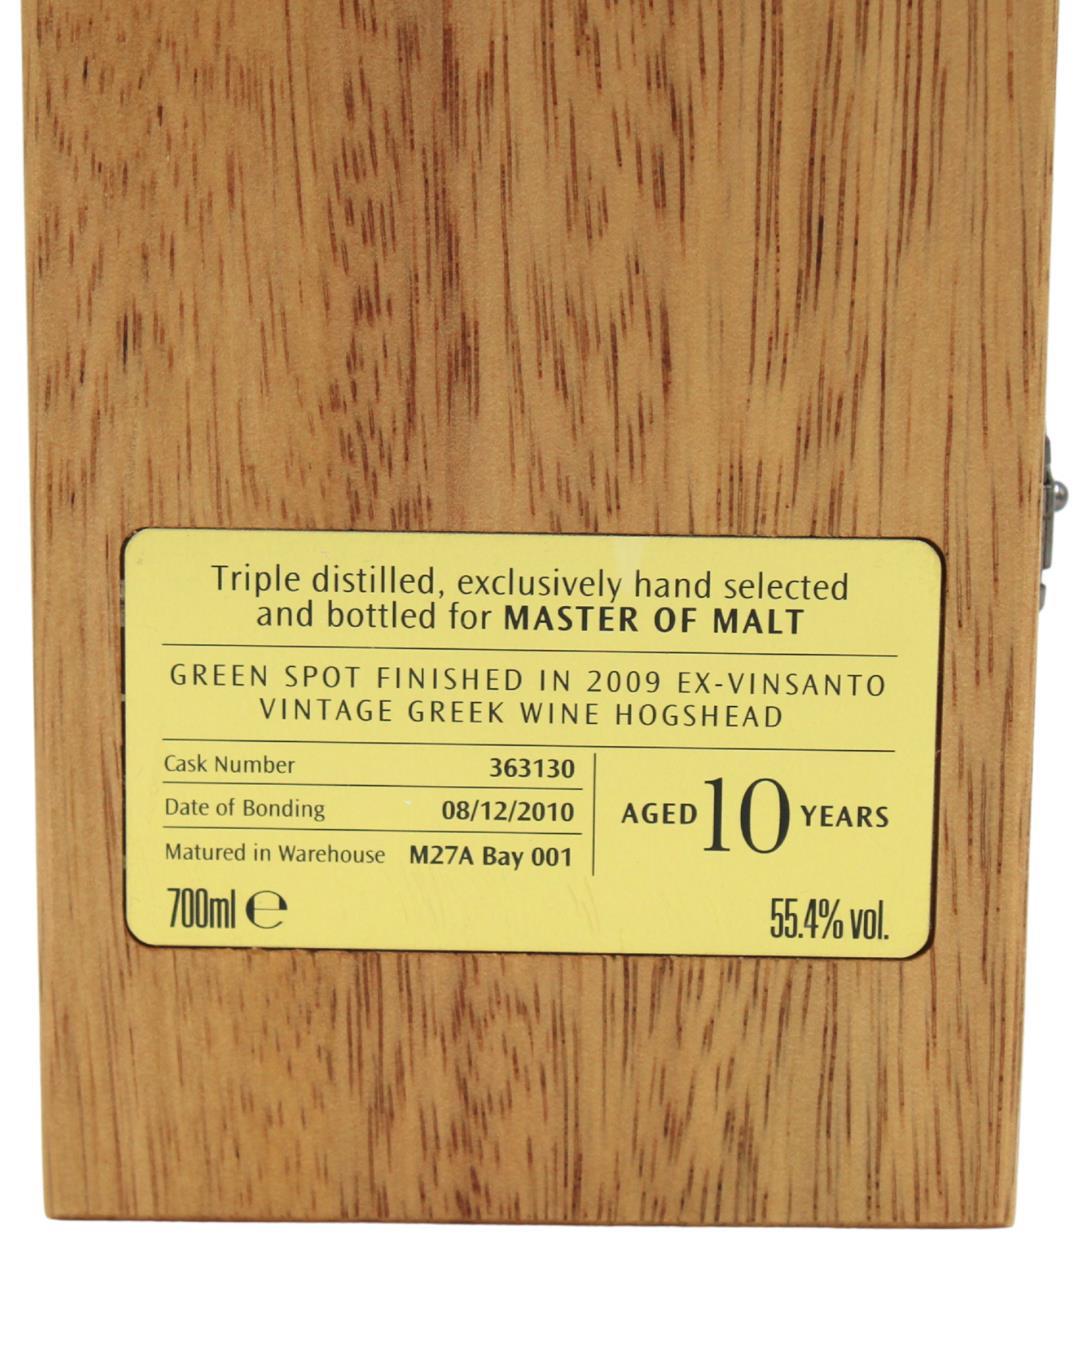 Triple distilled, exclusively hand selected
and bottled for MASTER OF MALT
GREEN SPOT FINISHED IN 2009 EX-VINSANTO
VINTAGE GREEK WINE HOGSHEAD
Cask Number 363130
Date of Bonding 08/12/2010
Matured in Warehouse M27A Bay 001
AGED 10 YEARS
700ml ℮
55.4% vol.